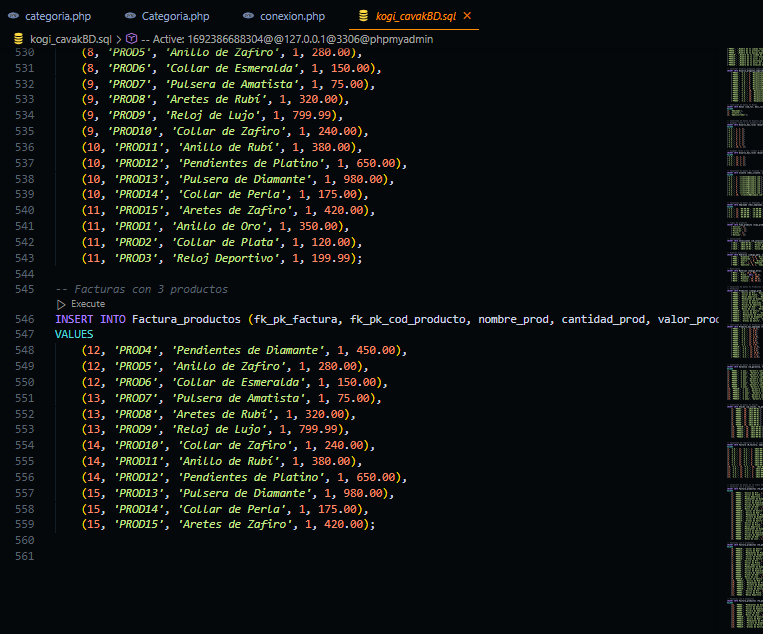 categoria.php Categoria.php conexion.php kogi_cavakBD.sql ×
kogi_cavakBD.sql > -- Active: 1692386688304@@127.0.0.1@3306@phpmyadmin
530 (8, 'PROD5', 'Anillo de Zafiro', 1, 280.00),
531 (8, 'PROD6', 'Collar de Esmeralda', 1, 150.00),
532 (9, 'PROD7', 'Pulsera de Amatista', 1, 75.00),
533 (9, 'PROD8', 'Aretes de Rubí', 1, 320.00),
534 (9, 'PROD9', 'Reloj de Lujo', 1, 799.99),
535 (9, 'PROD10', 'Collar de Zafiro', 1, 240.00),
536 (10, 'PROD11', 'Anillo de Rubí', 1, 380.00),
537 (10, 'PROD12', 'Pendientes de Platino', 1, 650.00),
538 (10, 'PROD13', 'Pulsera de Diamante', 1, 980.00),
539 (10, 'PROD14', 'Collar de Perla', 1, 175.00),
540 (11, 'PROD15', 'Aretes de Zafiro', 1, 420.00),
541 (11, 'PROD1', 'Anillo de Oro', 1, 350.00),
542 (11, 'PROD2', 'Collar de Plata', 1, 120.00),
543 (11, 'PROD3', 'Reloj Deportivo', 1, 199.99);
544
545 -- Facturas con 3 productos
Execute
546 INSERT INTO Factura_productos (fk_pk_factura, fk_pk_cod_producto, nombre_prod, cantidad_prod, valor_prod
547 VALUES
548 (12, 'PROD4', 'Pendientes de Diamante', 1, 450.00),
549 (12, 'PROD5', 'Anillo de Zafiro', 1, 280.00),
550 (12, 'PROD6', 'Collar de Esmeralda', 1, 150.00),
551 (13, 'PROD7', 'Pulsera de Amatista', 1, 75.00),
552 (13, 'PROD8', 'Aretes de Rubí', 1, 320.00),
553 (13, 'PROD9', 'Reloj de Lujo', 1, 799.99),
554 (14, 'PROD10', 'Collar de Zafiro', 1, 240.00),
555 (14, 'PROD11', 'Anillo de Rubí', 1, 380.00),
556 (14, 'PROD12', 'Pendientes de Platino', 1, 650.00),
557 (15, 'PROD13', 'Pulsera de Diamante', 1, 980.00),
558 (15, 'PROD14', 'Collar de Perla', 1, 175.00),
559 (15, 'PROD15', 'Aretes de Zafiro', 1, 420.00);
560
561